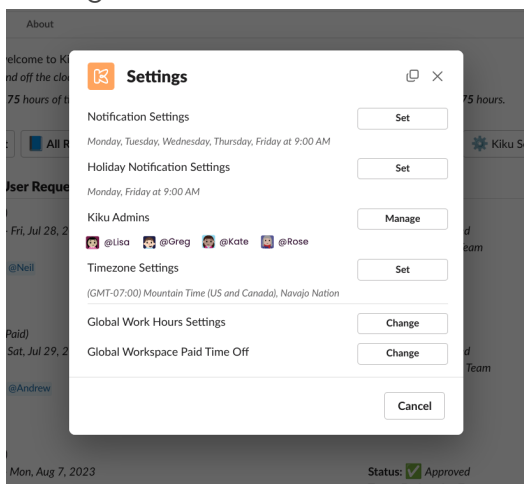 About
elcome to Ki
nd off the clo
75 hours of t
75 hours.
All R
Kiku S
User Reque
Settings
Notification Settings
Set
Monday, Tuesday, Wednesday, Thursday, Friday at 9:00 AM
Holiday Notification Settings
Set
Monday, Friday at 9:00 AM
Kiku Admins
Manage
@Lisa @Greg @Kate @Rose
Timezone Settings
Set
(GMT-07:00) Mountain Time (US and Canada), Navajo Nation
Global Work Hours Settings
Change
Global Workspace Paid Time Off
Change
Cancel
- Fri, Jul 28, 2
d
eam
@Neil
Paid)
Sat, Jul 29, 2
d
Team
@Andrew
Mon, Aug 7, 2023
Status: ✅ Approved